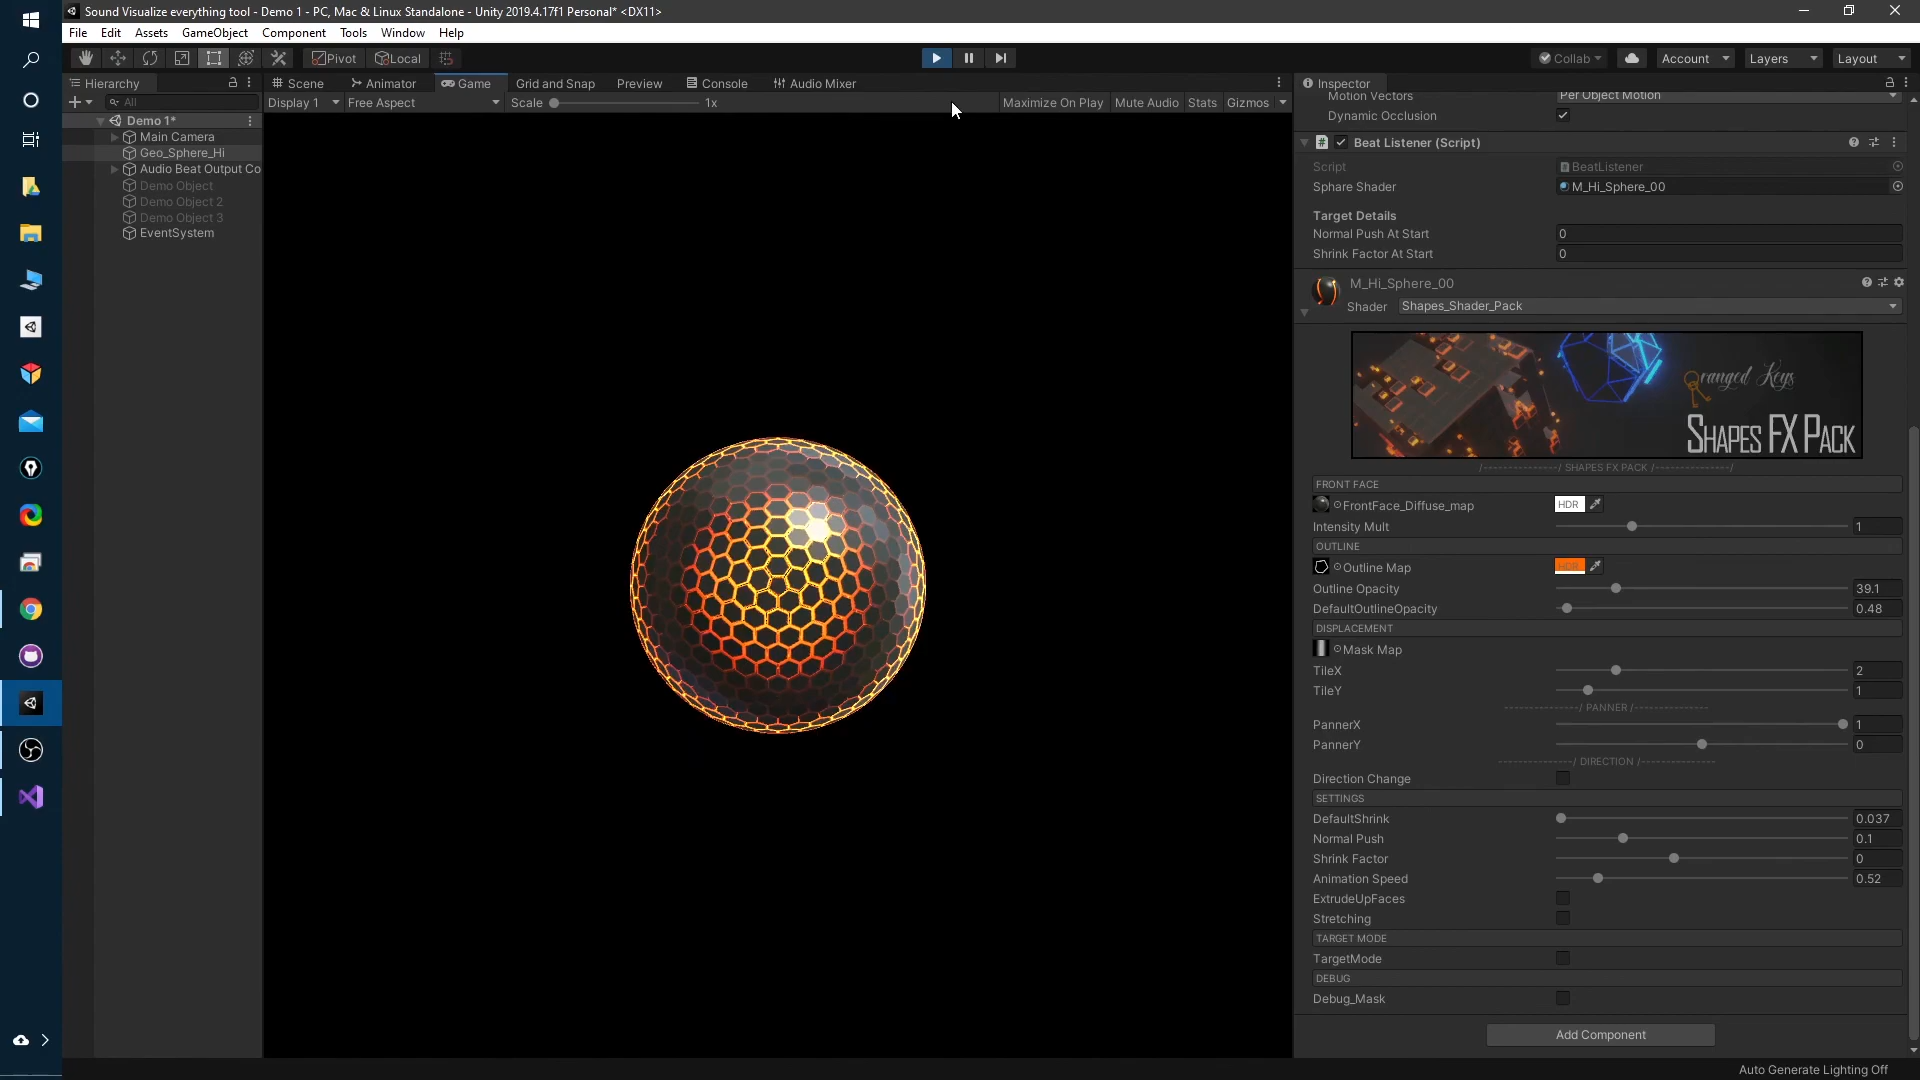 Sound Visualize everything tool - Demo 1 - PC, Mac & Linux Standalone - Unity 2019.4.17f1 Personal* <DX11>
File Edit Assets GameObject Component Tools Window Help
Pivot Local Collab Account Layers Layout
Hierarchy Scene Animator Game Grid and Snap Preview Console Audio Mixer Inspector
All Display 1 Free Aspect Scale 1x Maximize On Play Mute Audio Stats Gizmos
Motion Vectors Per Object Motion
Dynamic Occlusion
Demo 1*
Main Camera
Geo_Sphere_Hi
Audio Beat Output Co
Demo Object
Demo Object 2
Demo Object 3
EventSystem
Beat Listener (Script)
Script BeatListener
Sphare Shader M_Hi_Sphere_00
Target Details
Normal Push At Start 0
Shrink Factor At Start 0
M_Hi_Sphere_00
Shader Shapes_Shader_Pack
Oranged Keys
SHAPES FX PACK
/---------------/ SHAPES FX PACK /---------------/
FRONT FACE
FrontFace_Diffuse_map HDR
Intensity Mult 1
OUTLINE
Outline Map HDR
Outline Opacity 39.1
DefaultOutlineOpacity 0.48
DISPLACEMENT
Mask Map
TileX 2
TileY 1
---------------/ PANNER /---------------
PannerX 1
PannerY 0
---------------/ DIRECTION /---------------
Direction Change
SETTINGS
DefaultShrink 0.037
Normal Push 0.1
Shrink Factor 0
Animation Speed 0.52
ExtrudeUpFaces
Stretching
TARGET MODE
TargetMode
DEBUG
Debug_Mask
Add Component
Auto Generate Lighting Off